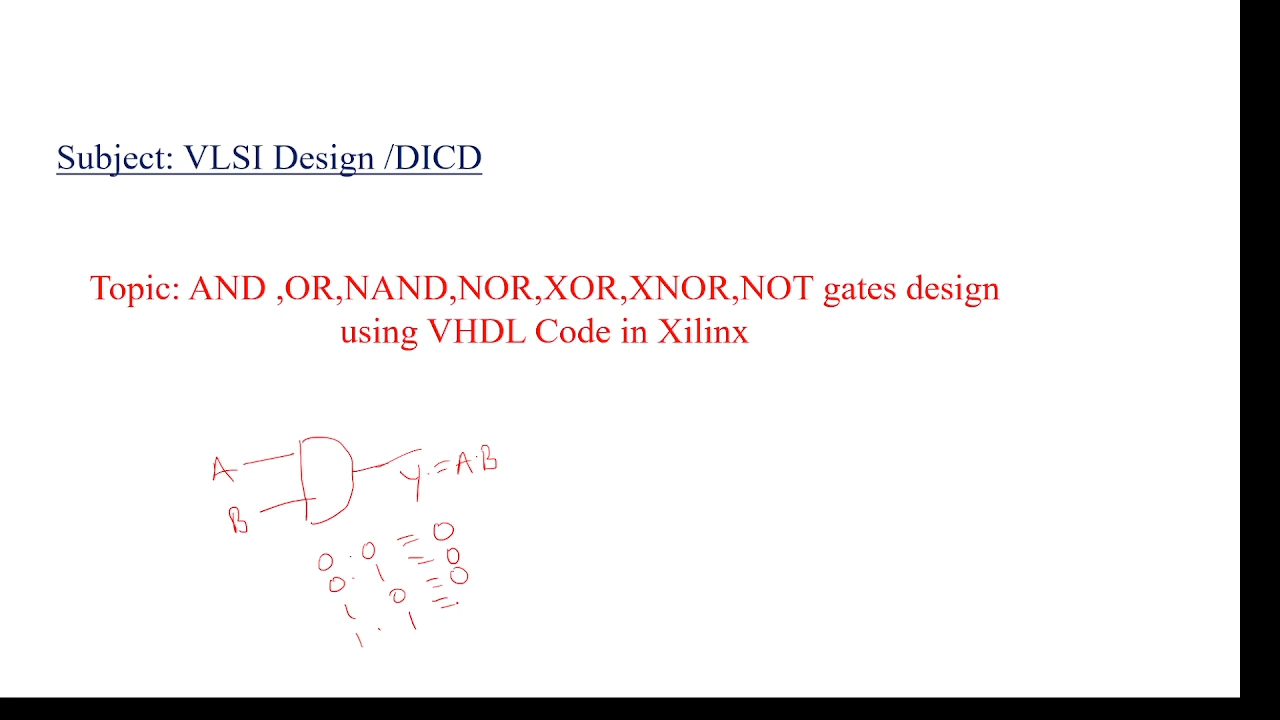 Subject: VLSI Design /DICD
Topic: AND ,OR,NAND,NOR,XOR,XNOR,NOT gates design
using VHDL Code in Xilinx
A
B
y = A·B
0 · 0 = 0
0 · 1 = 0
1 0 = 0
1 · 1 =